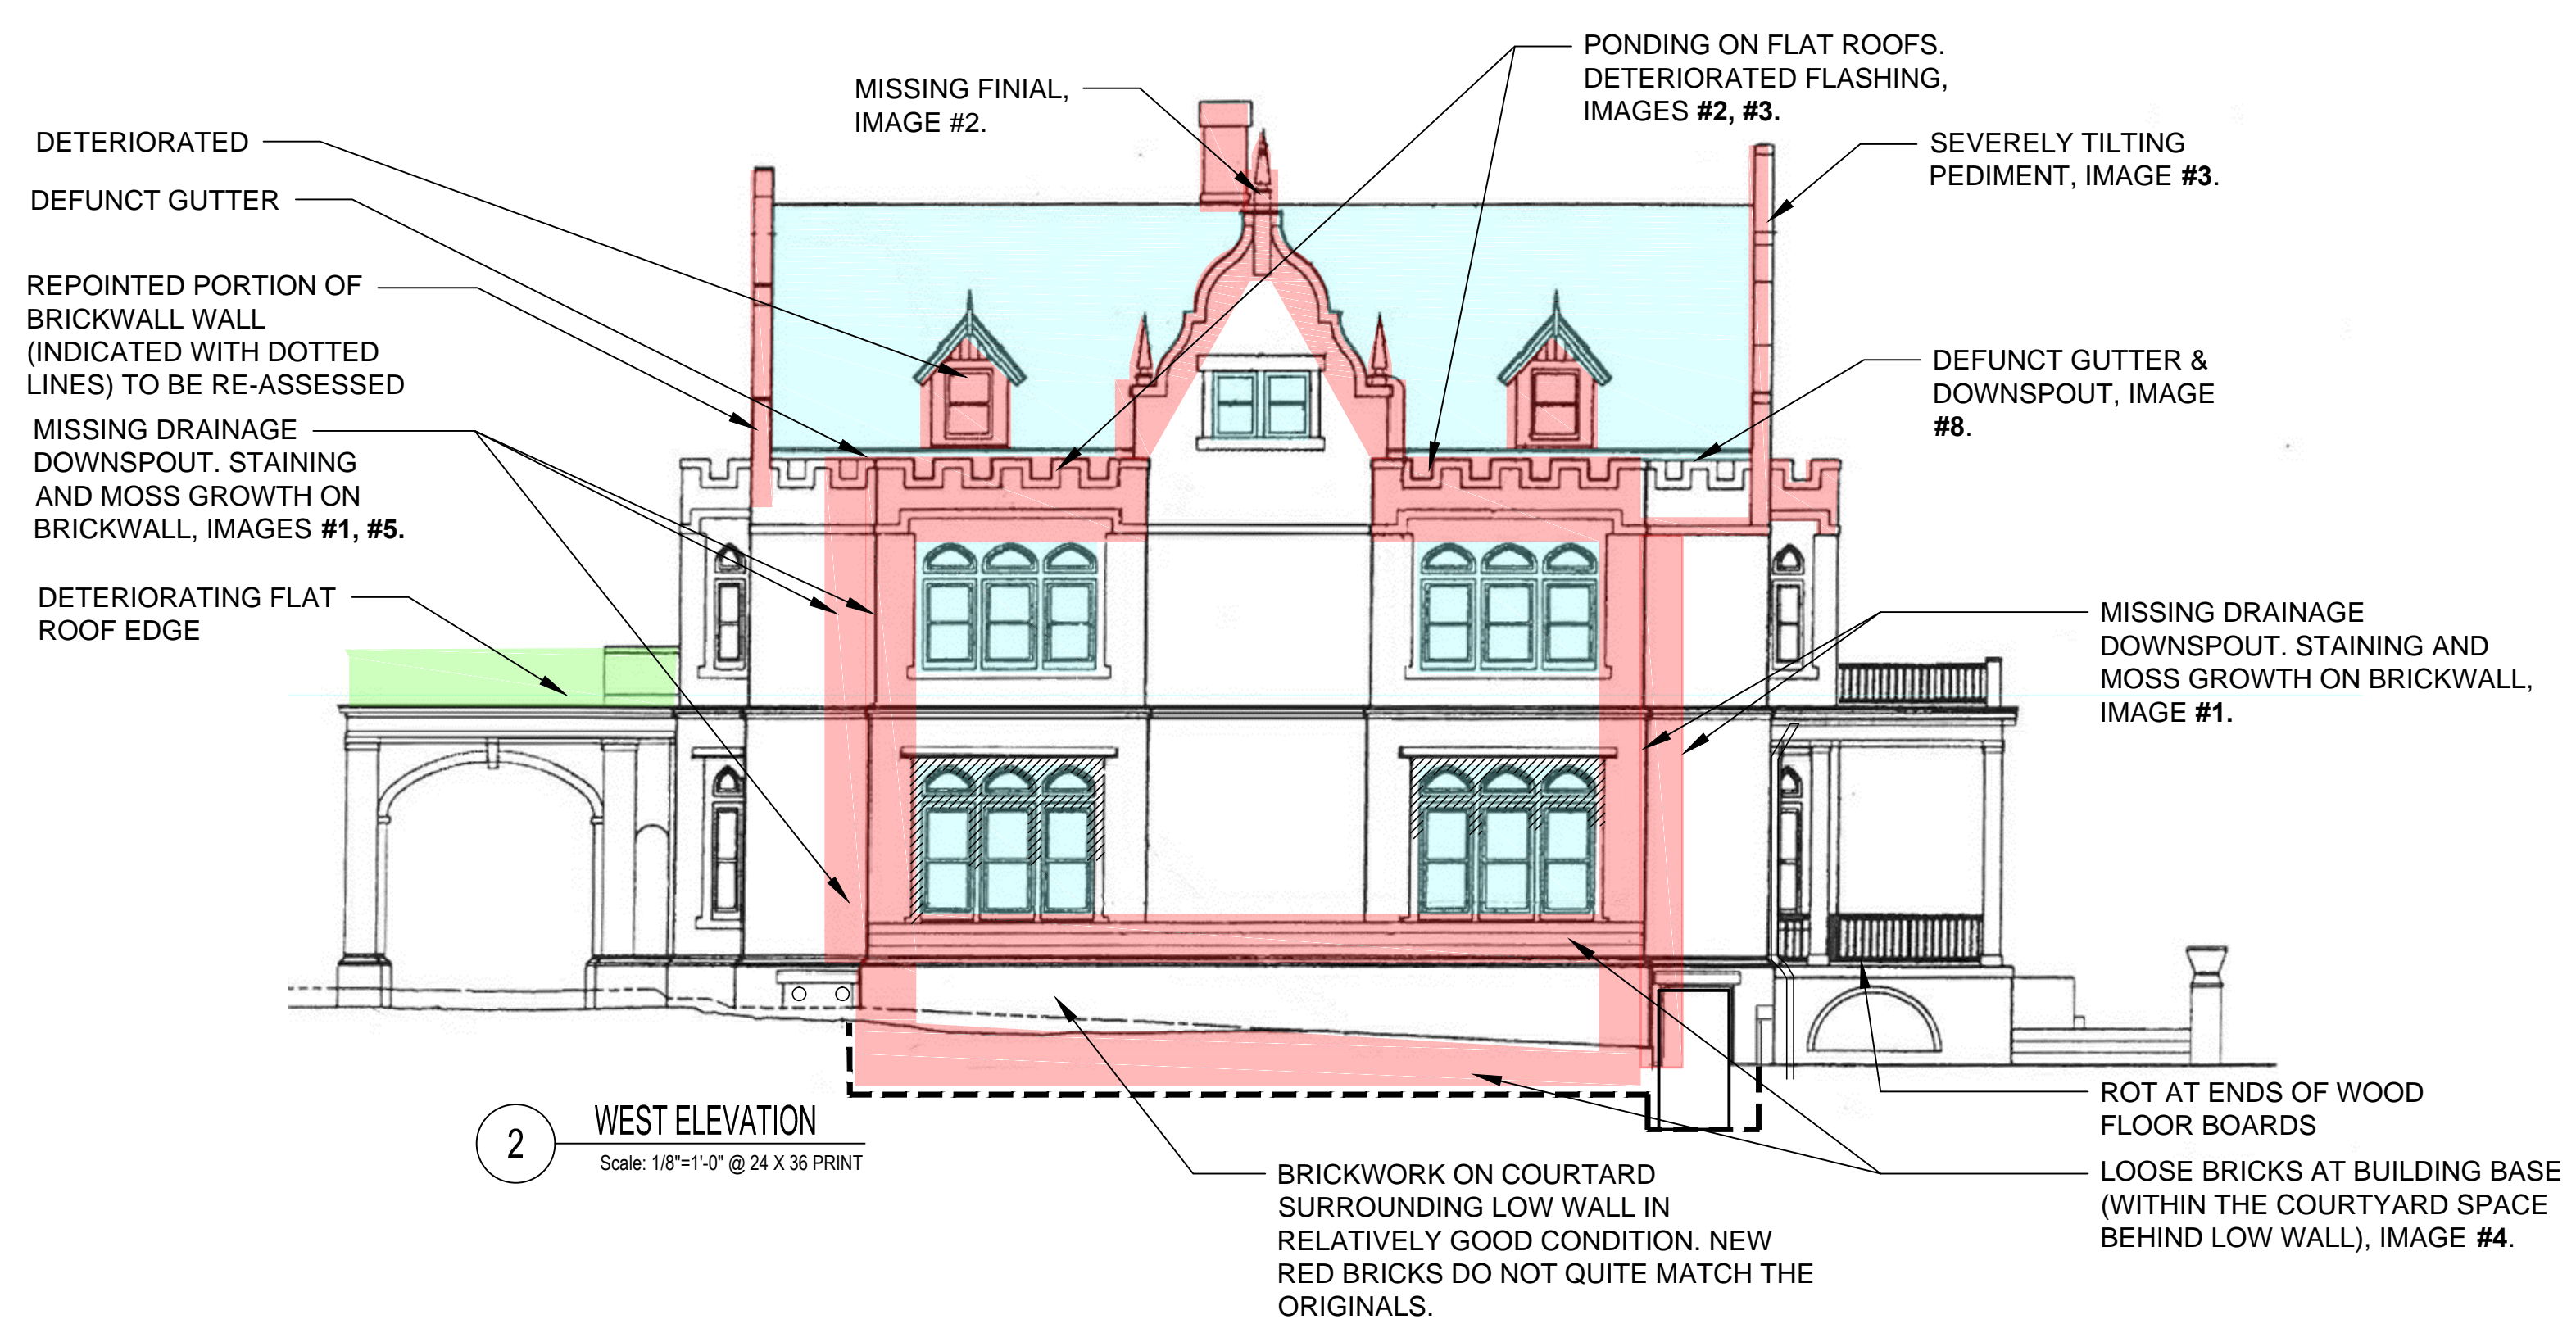 MISSING FINIAL,
IMAGE #2.
PONDING ON FLAT ROOFS.
DETERIORATED FLASHING,
IMAGES #2, #3.
DETERIORATED
DEFUNCT GUTTER
REPOINTED PORTION OF
BRICKWALL WALL
(INDICATED WITH DOTTED
LINES) TO BE RE-ASSESSED
MISSING DRAINAGE
DOWNSPOUT. STAINING
AND MOSS GROWTH ON
BRICKWALL, IMAGES #1, #5.
DETERIORATING FLAT
ROOF EDGE
SEVERELY TILTING
PEDIMENT, IMAGE #3.
DEFUNCT GUTTER &
DOWNSPOUT, IMAGE
#8.
MISSING DRAINAGE
DOWNSPOUT. STAINING AND
MOSS GROWTH ON BRICKWALL,
IMAGE #1.
ROT AT ENDS OF WOOD
FLOOR BOARDS
LOOSE BRICKS AT BUILDING BASE
(WITHIN THE COURTYARD SPACE
BEHIND LOW WALL), IMAGE #4.
BRICKWORK ON COURTARD
SURROUNDING LOW WALL IN
RELATIVELY GOOD CONDITION. NEW
RED BRICKS DO NOT QUITE MATCH THE
ORIGINALS.
2
WEST ELEVATION
Scale: 1/8"=1'-0" @ 24 X 36 PRINT